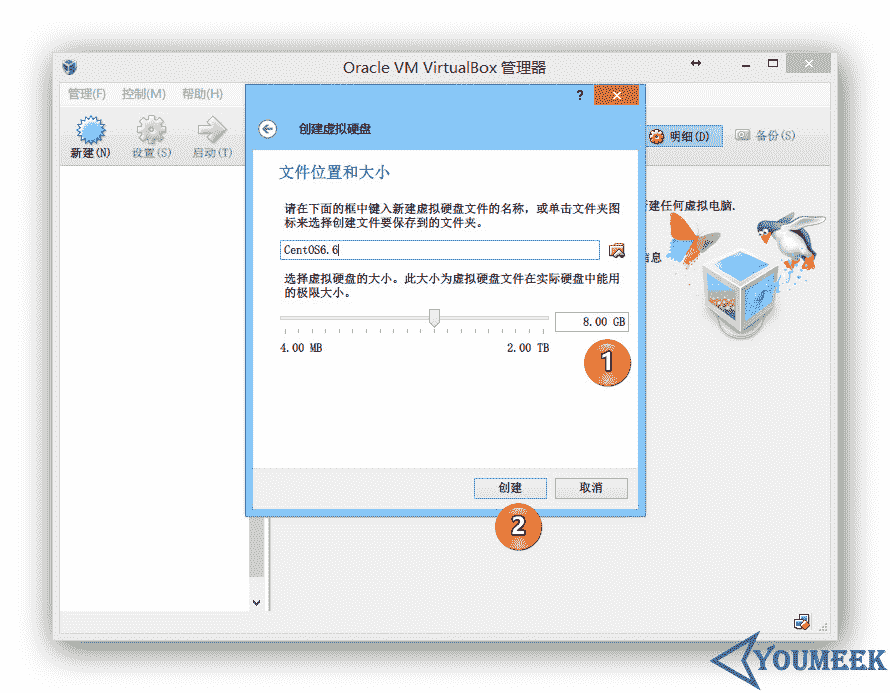 Oracle VM VirtualBox 管理器
管理(F) 控制(M) 帮助(H)
新建(N) 设置(S) 启动(T)
明细(D) 备份(S)
?
创建虚拟硬盘
文件位置和大小
请在下面的框中键入新建虚拟硬盘文件的名称，或单击文件夹图
标来选择创建文件要保存到的文件夹。
CentOS6.6
选择虚拟硬盘的大小。此大小为虚拟硬盘文件在实际硬盘中能用
的极限大小。
8.00 GB
4.00 MB 2.00 TB
1
创建 取消
2
建任何虚拟电脑.
信息
YOUMEEK